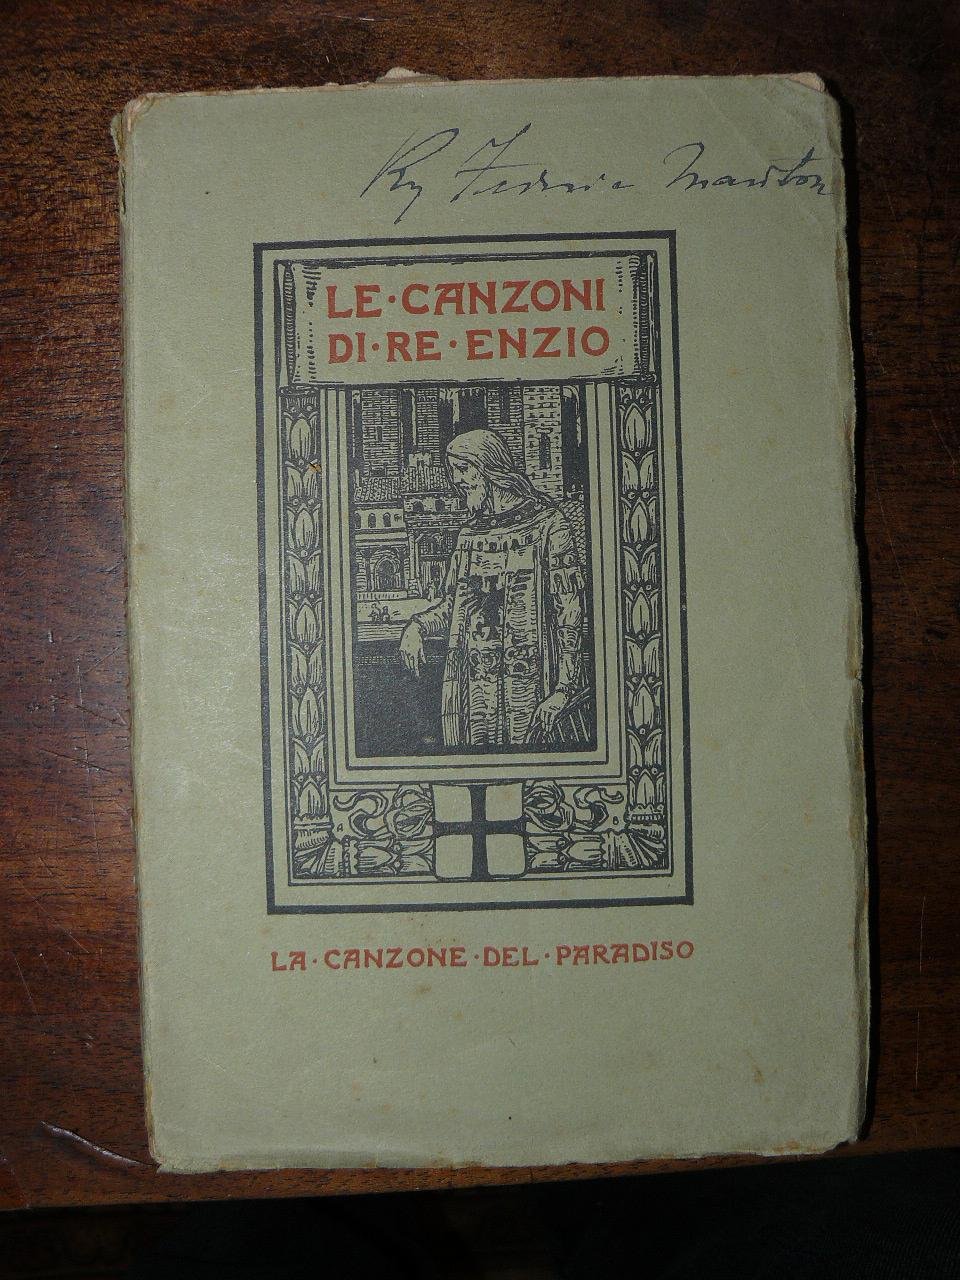 LE·CANZONI
DI·RE·ENZIO
A B
LA·CANZONE·DEL·PARADISO